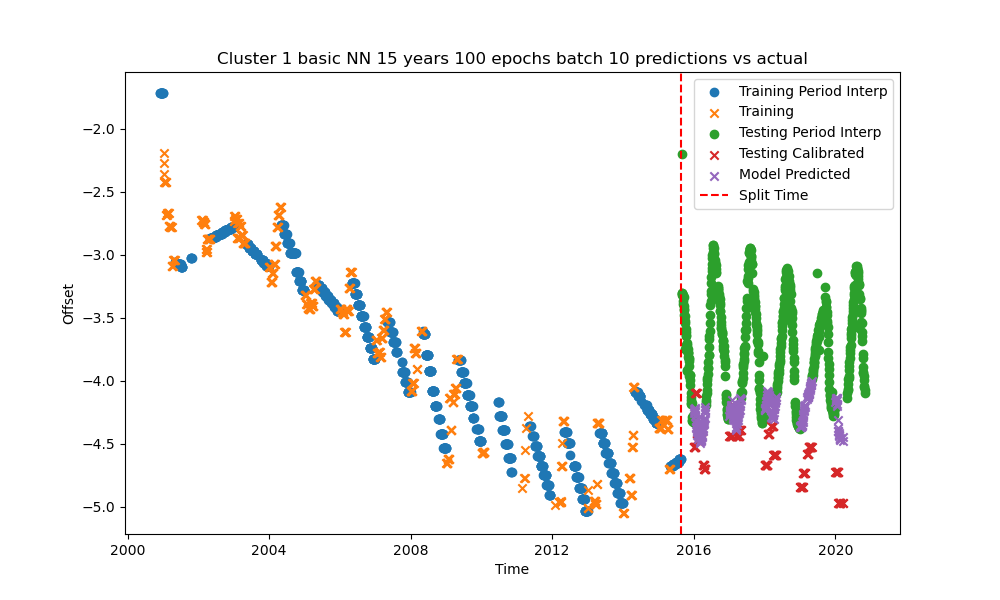 Cluster 1 basic NN 15 years 100 epochs batch 10 predictions vs actual
Training Period Interp
Training
Testing Period Interp
Testing Calibrated
Model Predicted
Split Time
−2.0
−2.5
−3.0
−3.5
−4.0
−4.5
−5.0
Offset
2000
2004
2008
2012
2016
2020
Time